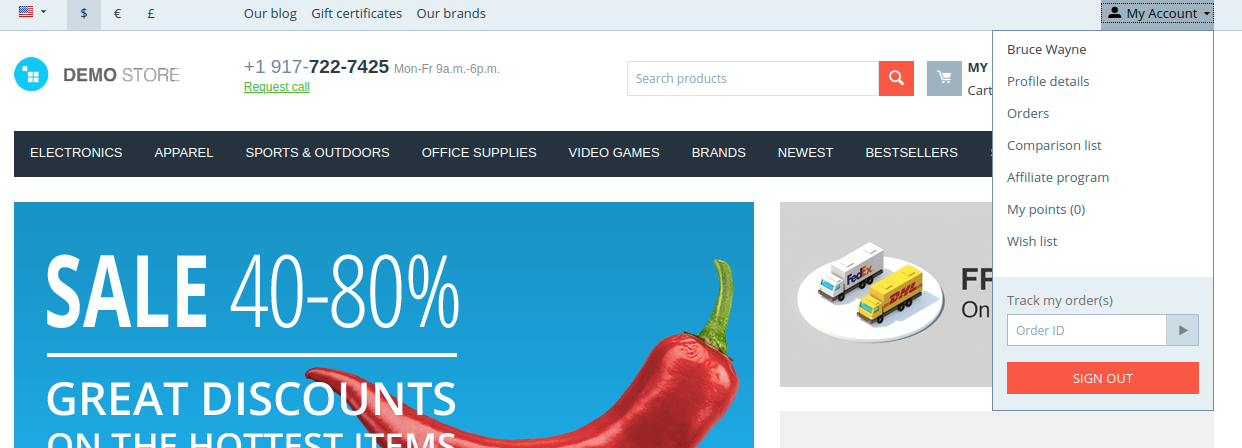 $ € £ Our blog Gift certificates Our brands My Account
Bruce Wayne
Profile details
Orders
Comparison list
Affiliate program
My points (0)
Wish list
Track my order(s)
Order ID
SIGN OUT
DEMO STORE
+1 917-722-7425 Mon-Fr 9a.m.-6p.m.
Request call
Search products
MY
Cart
ELECTRONICS APPAREL SPORTS & OUTDOORS OFFICE SUPPLIES VIDEO GAMES BRANDS NEWEST BESTSELLERS
SALE 40-80%
GREAT DISCOUNTS
ON THE HOTTEST ITEMS
FedEx
DHL
On